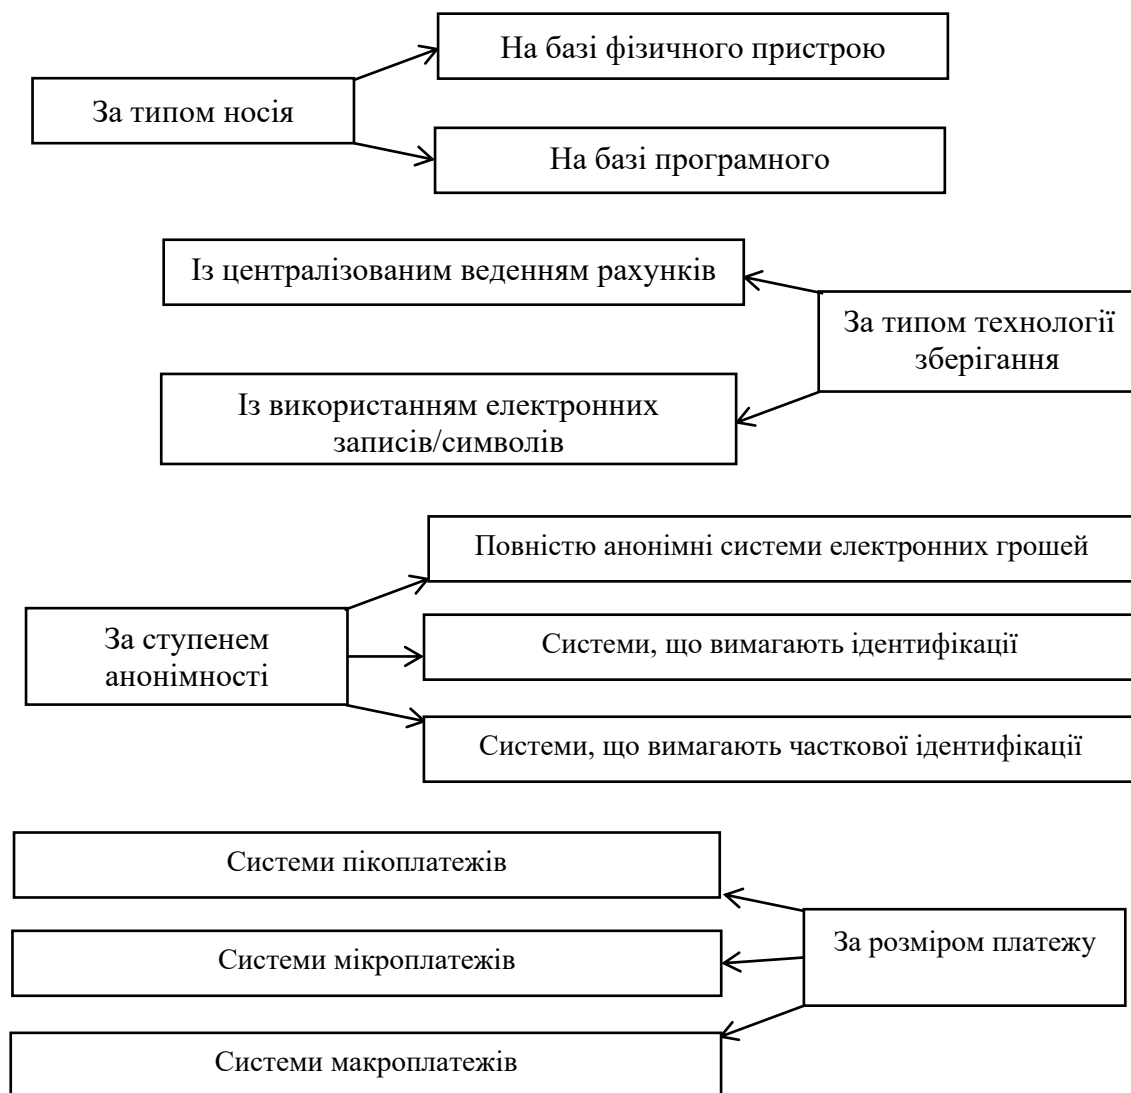 На базі фізичного пристрою
За типом носія
На базі програмного
Із централізованим веденням рахунків
За типом технології
зберігання
Із використанням електронних
записів/символів
Повністю анонімні системи електронних грошей
За ступенем
анонімності
Системи, що вимагають ідентифікації
Системи, що вимагають часткової ідентифікації
Системи пікоплатежів
За розміром платежу
Системи мікроплатежів
Системи макроплатежів